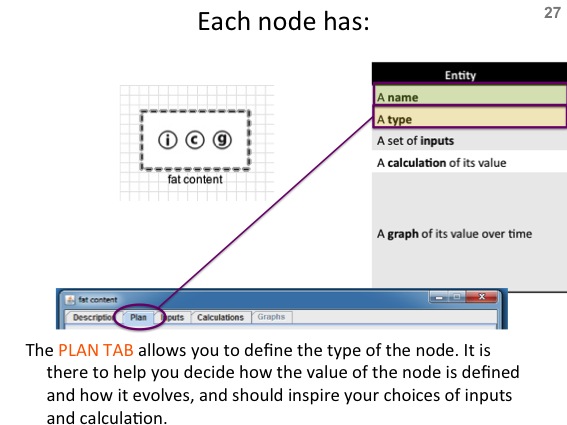 Each node has:
27
Entity
A name
A type
A set of inputs
A calculation of its value
A graph of its value over time
i c g
fat content
fat content
Description Plan Inputs Calculations Graphs
The PLAN TAB allows you to define the type of the node. It is
there to help you decide how the value of the node is defined
and how it evolves, and should inspire your choices of inputs
and calculation.